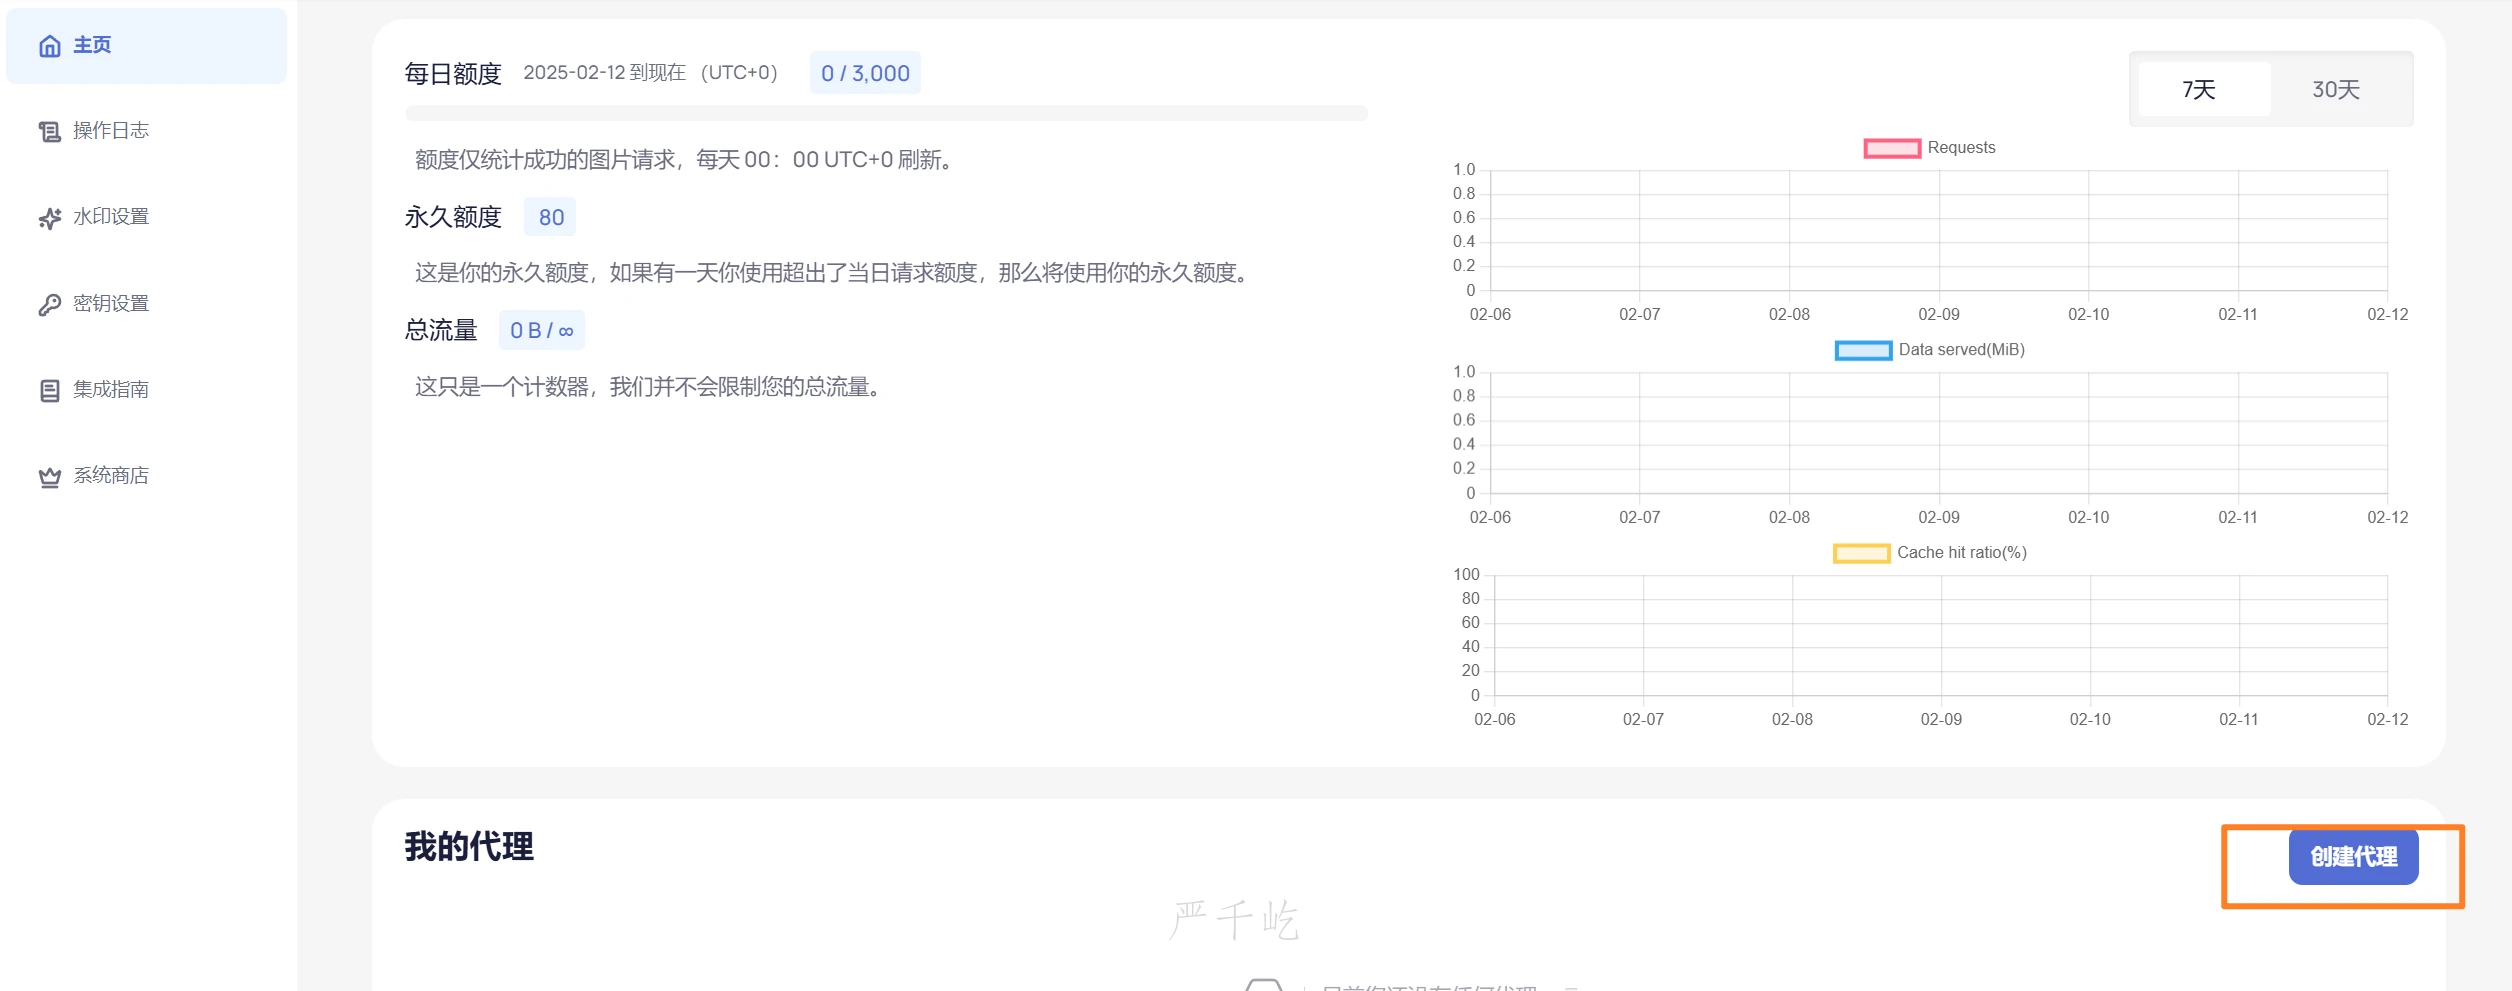 主页
操作日志
水印设置
密钥设置
集成指南
系统商店
每日额度 2025-02-12 到现在 (UTC+0) 0 / 3,000
额度仅统计成功的图片请求，每天 00：00 UTC+0 刷新。
永久额度 80
这是你的永久额度，如果有一天你使用超出了当日请求额度，那么将使用你的永久额度。
总流量 0 B / ∞
这只是一个计数器，我们并不会限制您的总流量。
7天 30天
Requests
1.0
0.8
0.6
0.4
0.2
0
02-06 02-07 02-08 02-09 02-10 02-11 02-12
Data served(MiB)
1.0
0.8
0.6
0.4
0.2
0
02-06 02-07 02-08 02-09 02-10 02-11 02-12
Cache hit ratio(%)
100
80
60
40
20
0
02-06 02-07 02-08 02-09 02-10 02-11 02-12
我的代理
创建代理
严千屹